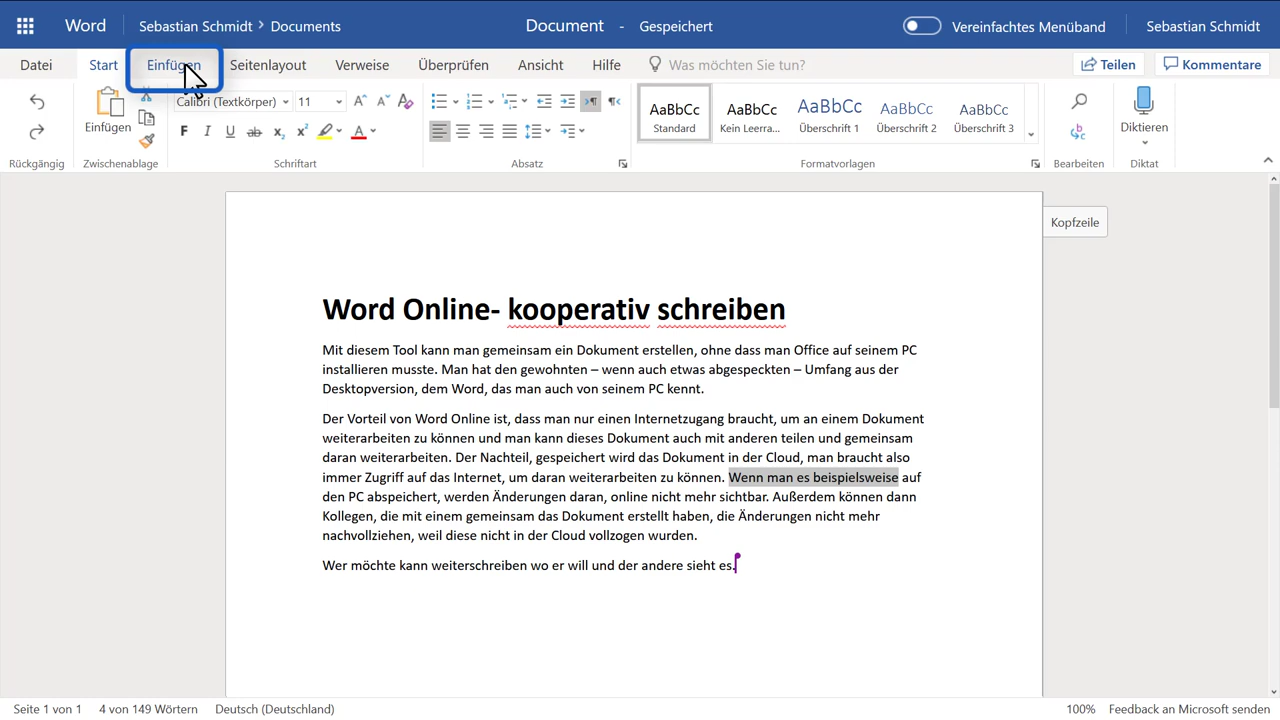 Word Sebastian Schmidt > Documents Document - Gespeichert Vereinfachtes Menüband Sebastian Schmidt
Datei Start Einfügen Seitenlayout Verweise Überprüfen Ansicht Hilfe Was möchten Sie tun? Teilen Kommentare
Calibri (Textkörper) 11
Einfügen
F K U ab x₂ x² A
AaBbCc AaBbCc AaBbCc AaBbCc AaBbCc
Standard Kein Leerra... Überschrift 1 Überschrift 2 Überschrift 3
Diktieren
Rückgängig Zwischenablage Schriftart Absatz Formatvorlagen Bearbeiten Diktat
Kopfzeile
Word Online- kooperativ schreiben
Mit diesem Tool kann man gemeinsam ein Dokument erstellen, ohne dass man Office auf seinem PC
installieren musste. Man hat den gewohnten – wenn auch etwas abgespeckten – Umfang aus der
Desktopversion, dem Word, das man auch von seinem PC kennt.
Der Vorteil von Word Online ist, dass man nur einen Internetzugang braucht, um an einem Dokument
weiterarbeiten zu können und man kann dieses Dokument auch mit anderen teilen und gemeinsam
daran weiterarbeiten. Der Nachteil, gespeichert wird das Dokument in der Cloud, man braucht also
immer Zugriff auf das Internet, um daran weiterarbeiten zu können. Wenn man es beispielsweise auf
den PC abspeichert, werden Änderungen daran, online nicht mehr sichtbar. Außerdem können dann
Kollegen, die mit einem gemeinsam das Dokument erstellt haben, die Änderungen nicht mehr
nachvollziehen, weil diese nicht in der Cloud vollzogen wurden.
Wer möchte kann weiterschreiben wo er will und der andere sieht es.
Seite 1 von 1 4 von 149 Wörtern Deutsch (Deutschland) 100% Feedback an Microsoft senden